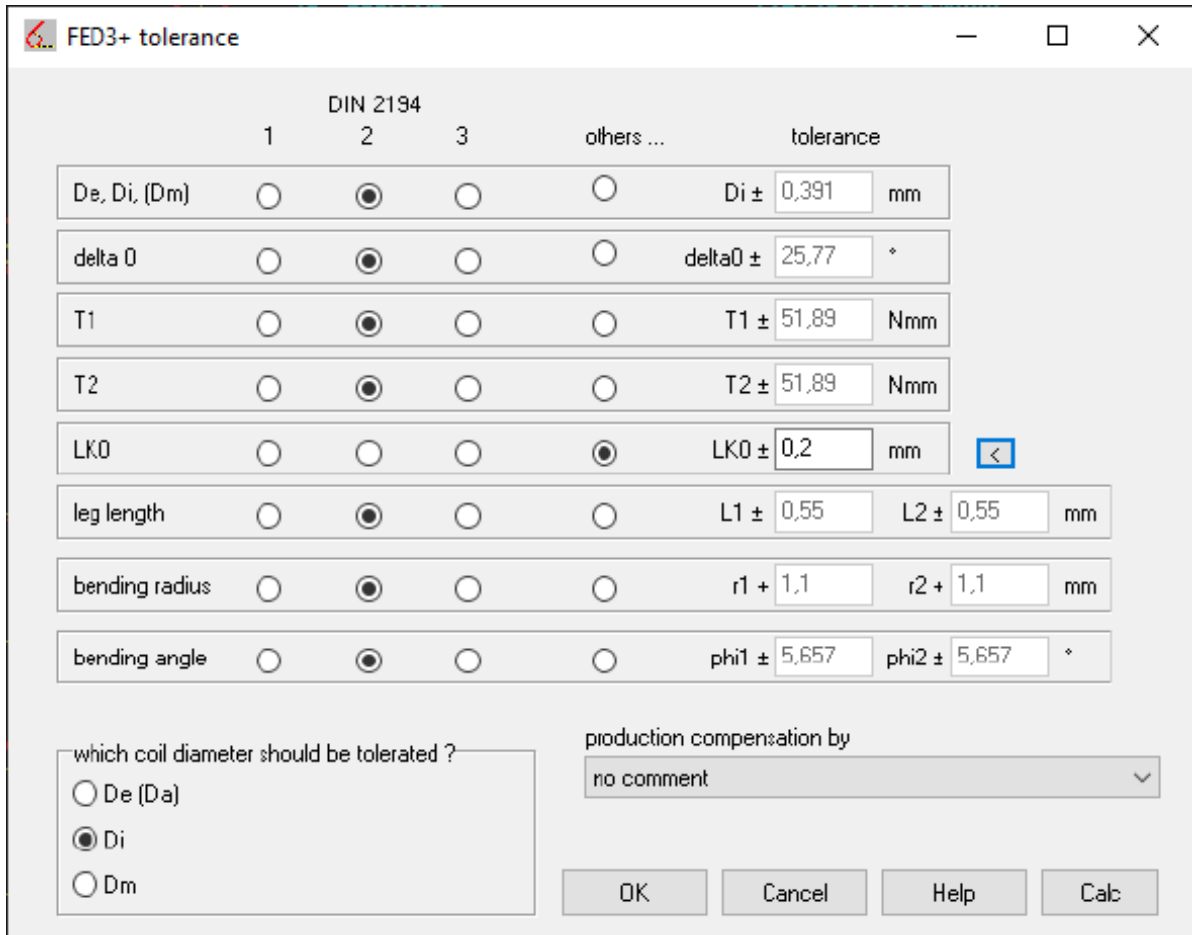 FED3+ tolerance
DIN 2194
1 2 3 others ... tolerance
De, Di, (Dm) Di ± 0,391 mm
delta 0 delta0 ± 25,77 °
T1 T1 ± 51,89 Nmm
T2 T2 ± 51,89 Nmm
LK0 LK0 ± 0,2 mm <
leg length L1 ± 0,55 L2 ± 0,55 mm
bending radius r1 + 1,1 r2 + 1,1 mm
bending angle phi1 ± 5,657 phi2 ± 5,657 °
which coil diameter should be tolerated ?
De (Da)
Di
Dm
production compensation by
no comment
OK Cancel Help Calc